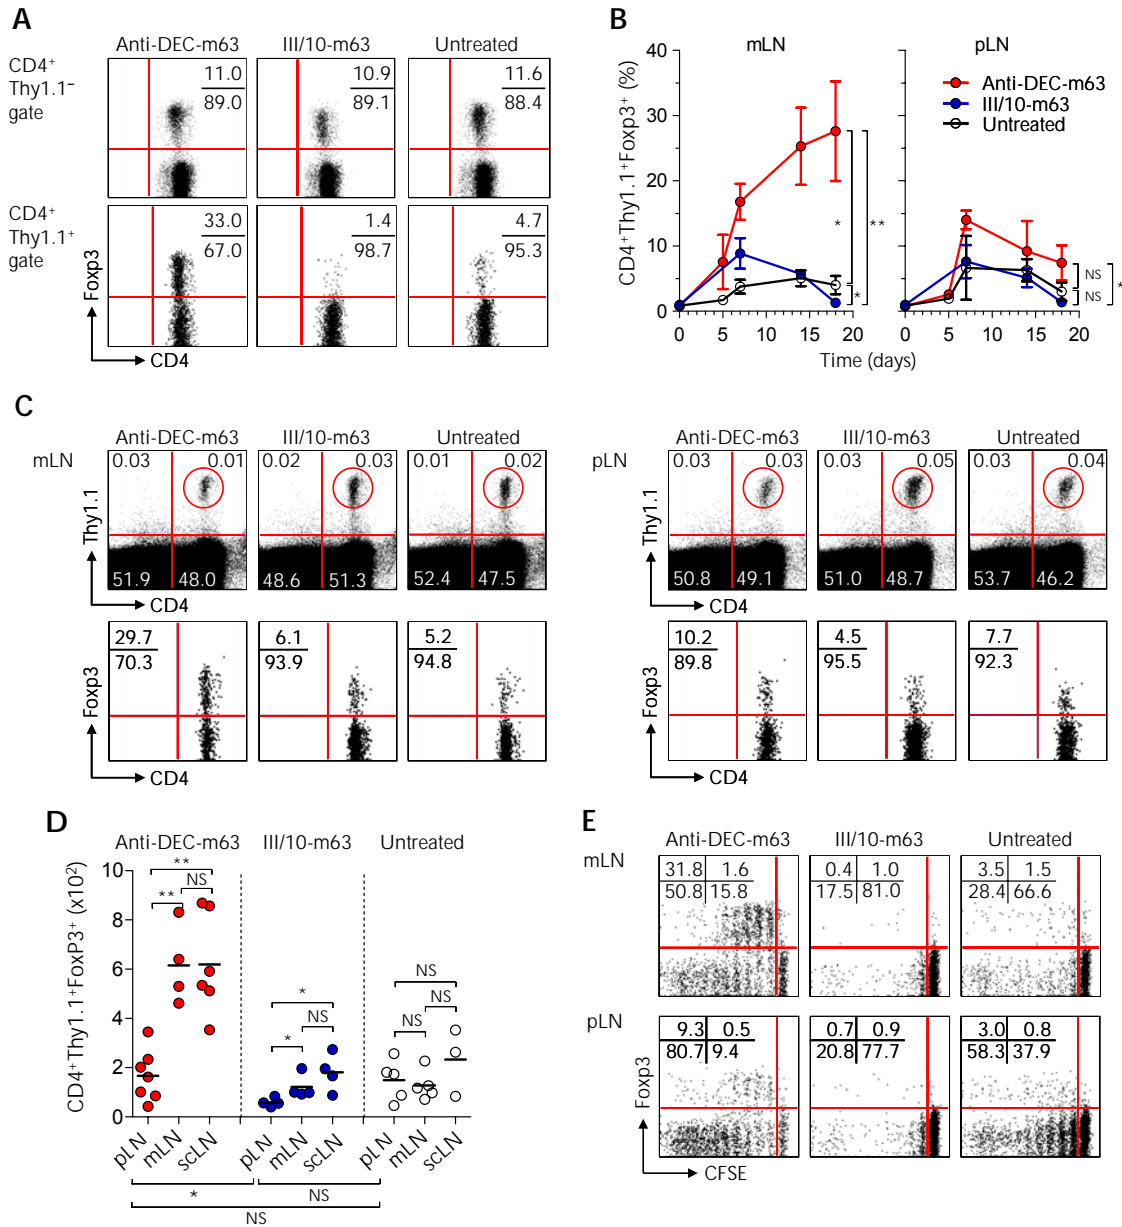 A
Anti-DEC-m63 III/10-m63 Untreated
CD4⁺ Thy1.1⁻ gate
11.0 10.9 11.6
89.0 89.1 88.4
CD4⁺ Thy1.1⁺ gate
33.0 1.4 4.7
67.0 98.7 95.3
Foxp3
CD4
B
mLN pLN
CD4⁺Thy1.1⁺Foxp3⁺ (%)
40
30
20
10
0
Anti-DEC-m63
III/10-m63
Untreated
* ** *
NS
NS
*
0 5 10 15 20 0 5 10 15 20
Time (days)
C
mLN
Anti-DEC-m63 III/10-m63 Untreated
0.03 0.01 0.02 0.03 0.01 0.02
51.9 48.0 48.6 51.3 52.4 47.5
Thy1.1
CD4
29.7 6.1 5.2
70.3 93.9 94.8
Foxp3
CD4
pLN
Anti-DEC-m63 III/10-m63 Untreated
0.03 0.03 0.03 0.05 0.03 0.04
50.8 49.1 51.0 48.7 53.7 46.2
Thy1.1
CD4
10.2 4.5 7.7
89.8 95.5 92.3
Foxp3
CD4
D
Anti-DEC-m63 III/10-m63 Untreated
CD4⁺Thy1.1⁺FoxP3⁺ (x10²)
10
8
6
4
2
0
**
NS
**
*
NS
*
NS
NS
NS
pLN mLN scLN pLN mLN scLN pLN mLN scLN
* NS
NS
E
Anti-DEC-m63 III/10-m63 Untreated
mLN
31.8 1.6 0.4 1.0 3.5 1.5
50.8 15.8 17.5 81.0 28.4 66.6
pLN
9.3 0.5 0.7 0.9 3.0 0.8
80.7 9.4 20.8 77.7 58.3 37.9
Foxp3
CFSE